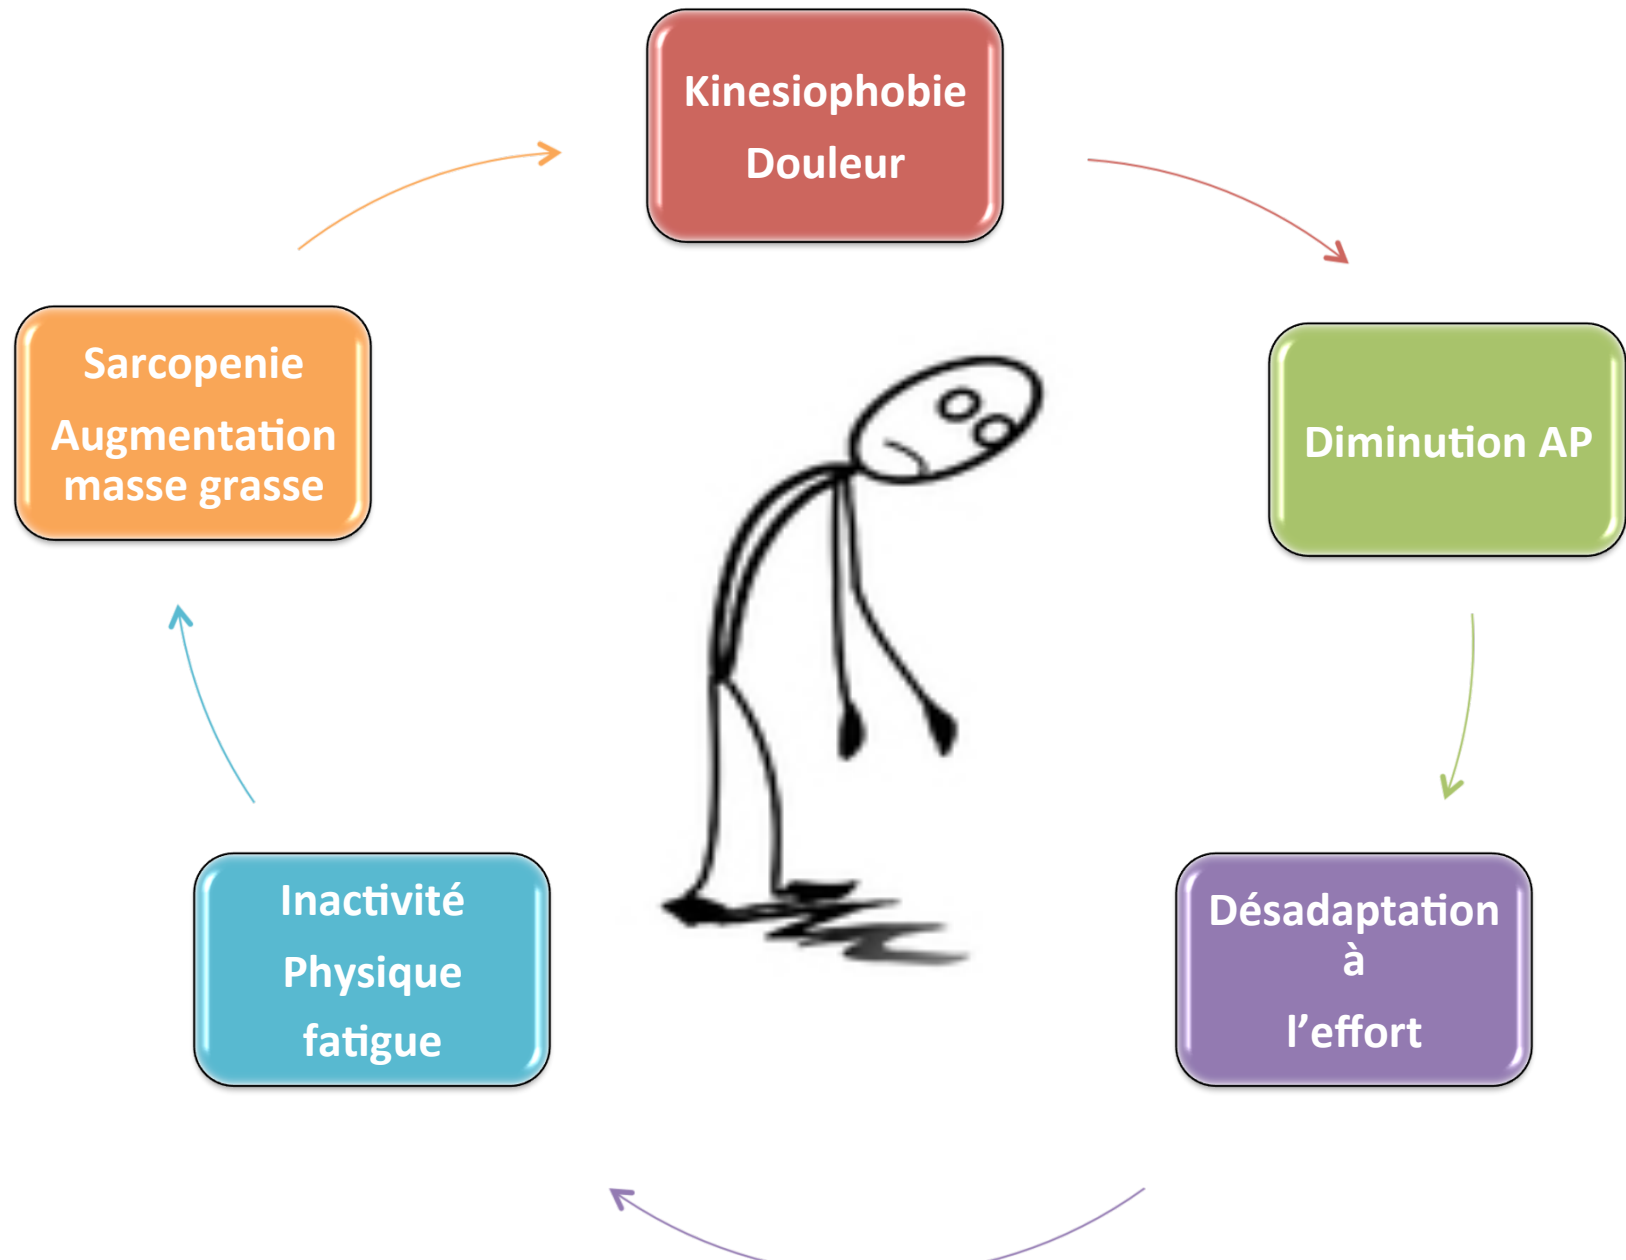 Kinesiophobie
Douleur
Diminution AP
Désadaptation
à
l’effort
Inactivité
Physique
fatigue
Sarcopenie
Augmentation
masse grasse